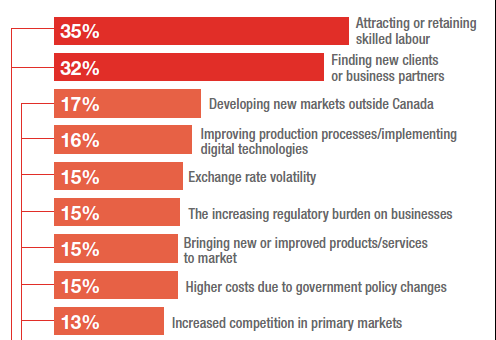 35%
Attracting or retaining
skilled labour
32%
Finding new clients
or business partners
17%
Developing new markets outside Canada
16%
Improving production processes/implementing
digital technologies
15%
Exchange rate volatility
15%
The increasing regulatory burden on businesses
15%
Bringing new or improved products/services
to market
15%
Higher costs due to government policy changes
13%
Increased competition in primary markets